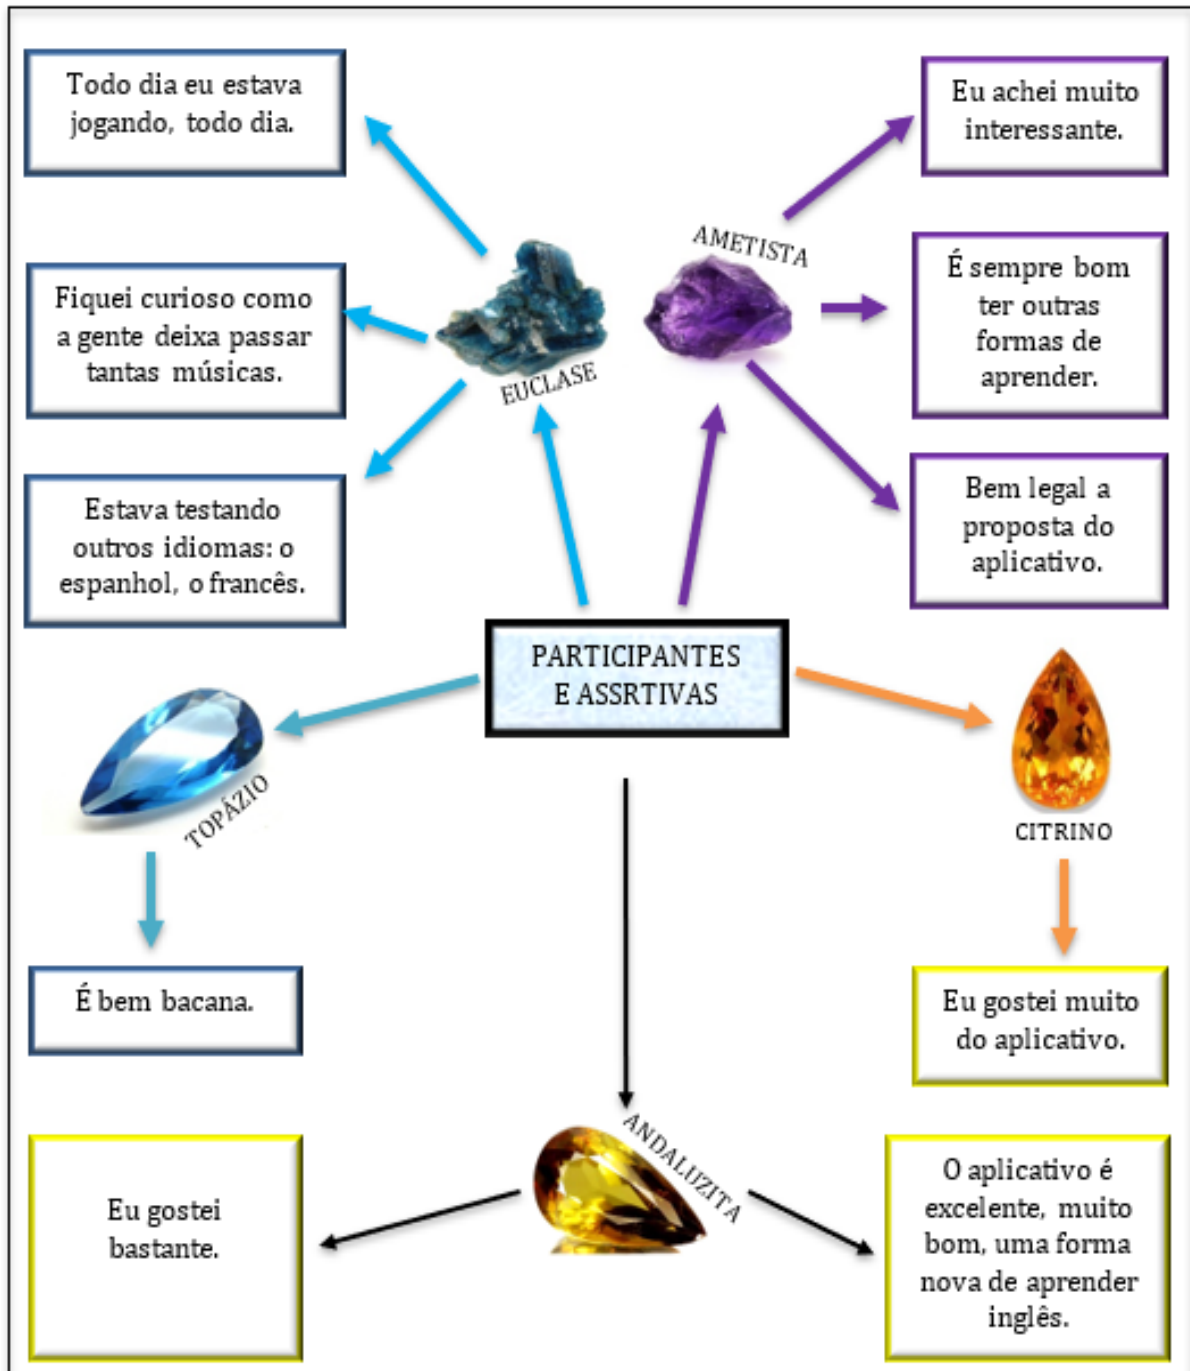 Todo dia eu estava
jogando, todo dia.
Eu achei muito
interessante.
AMETISTA
Fiquei curioso como
a gente deixa passar
tantas músicas.
É sempre bom
ter outras
formas de
aprender.
EUCLASE
Estava testando
outros idiomas: o
espanhol, o francês.
Bem legal a
proposta do
aplicativo.
PARTICIPANTES
E ASSRTIVAS
TOPÁZIO
CITRINO
É bem bacana.
Eu gostei muito
do aplicativo.
ANDALUZITA
Eu gostei
bastante.
O aplicativo é
excelente, muito
bom, uma forma
nova de aprender
inglês.